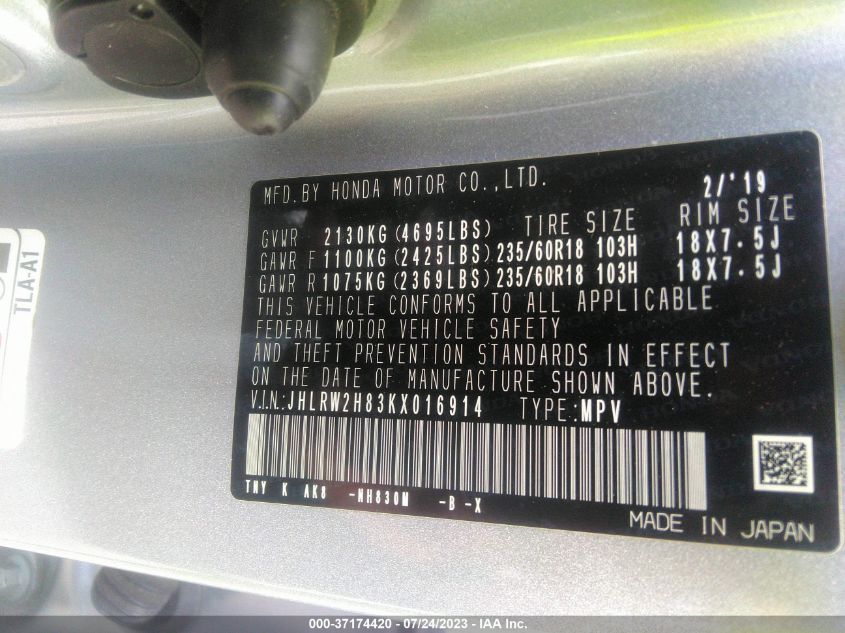 MFD.BY HONDA MOTOR CO.,LTD. 2/'19
GVWR 2130KG(4695LBS) TIRE SIZE RIM SIZE
GAWR F 1100KG(2425LBS)235/60R18 103H 18X7.5J
GAWR R 1075KG(2369LBS)235/60R18 103H 18X7.5J
THIS VEHICLE CONFORMS TO ALL APPLICABLE
FEDERAL MOTOR VEHICLE SAFETY
AND THEFT PREVENTION STANDARDS IN EFFECT
ON THE DATE OF MANUFACTURE SHOWN ABOVE.
V.I.N:JHLRW2H83KX016914 TYPE:MPV
TNY K AK8 -NH830M -B-X
MADE IN JAPAN
TLA-A1
000-37174420 - 07/24/2023 - IAA Inc.